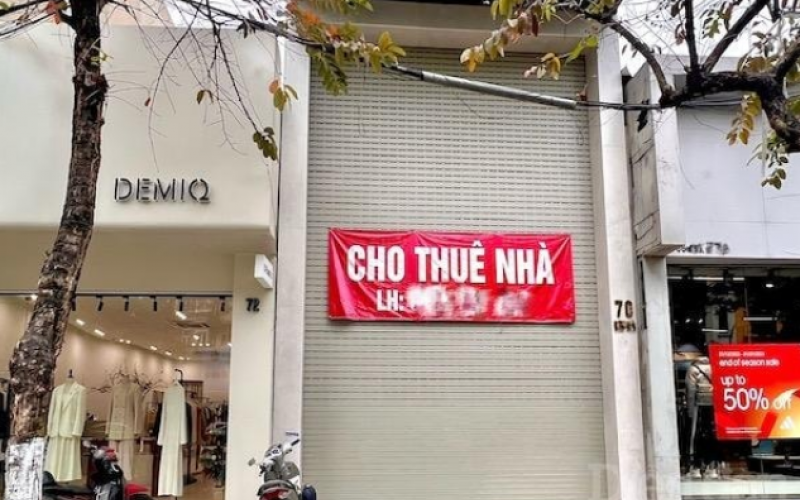 DEMIQ
72
CHO THUÊ NHÀ
LH:
70
end of season sale
up to
50% off